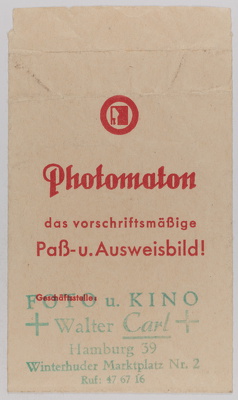 Photomaton
das vorschriftsmäßige
Paß-u. Ausweisbild!
Geschäftsstelle:
FOTO u. KINO
+ Walter Carl +
Hamburg 39
Winterhuder Marktplatz Nr. 2
Ruf: 47 67 16